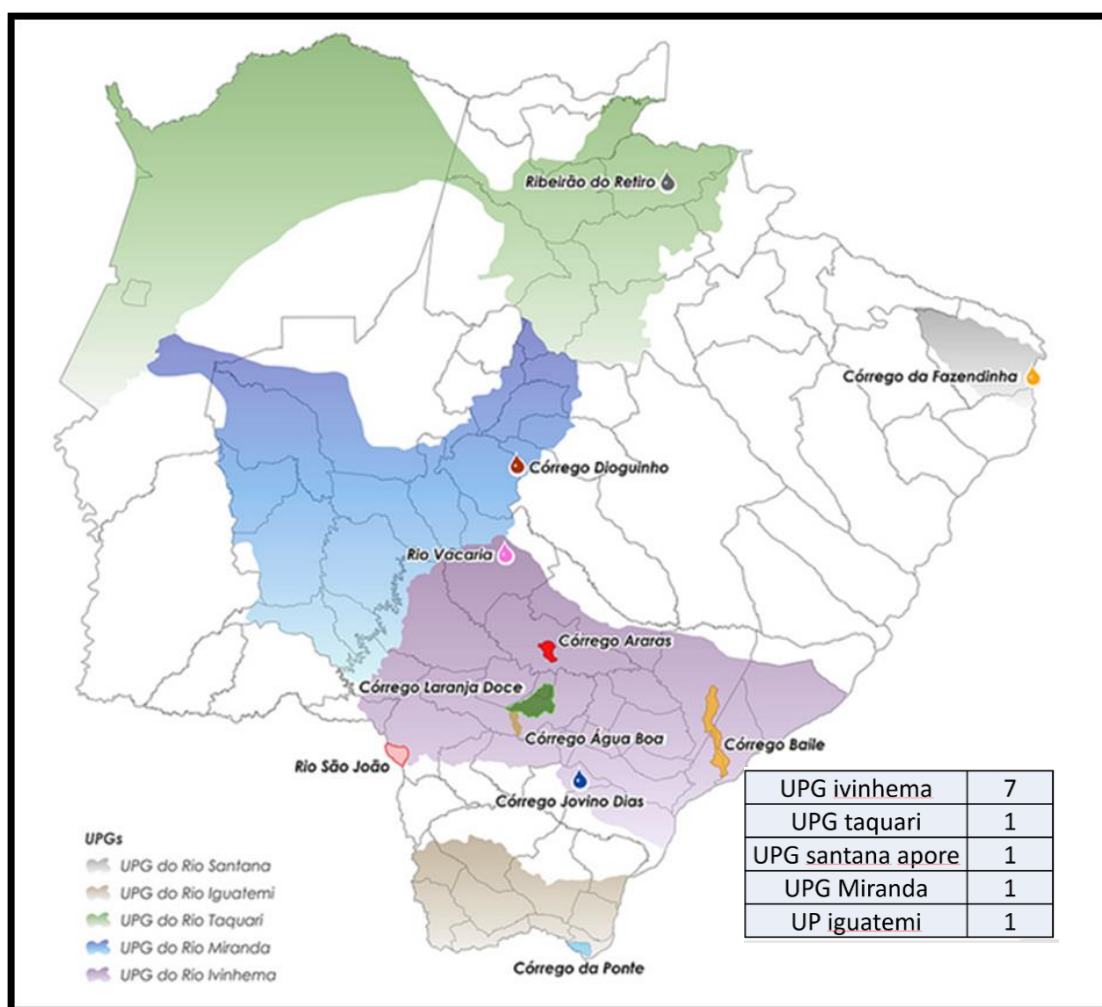 Ribeirão do Retiro
Córrego da Fazendinha
Córrego Dioguinho
Rio Vacaria
Córrego Araras
Córrego Laranja Doce
Córrego Água Boa
Córrego Baile
Rio São João
Córrego Jovino Dias
Córrego da Ponte
UPGs
UPG do Rio Santana
UPG do Rio Iguatemi
UPG do Rio Taquari
UPG do Rio Miranda
UPG do Rio Ivinhema
UPG ivinhema 7
UPG taquari 1
UPG santana apore 1
UPG Miranda 1
UP iguatemi 1